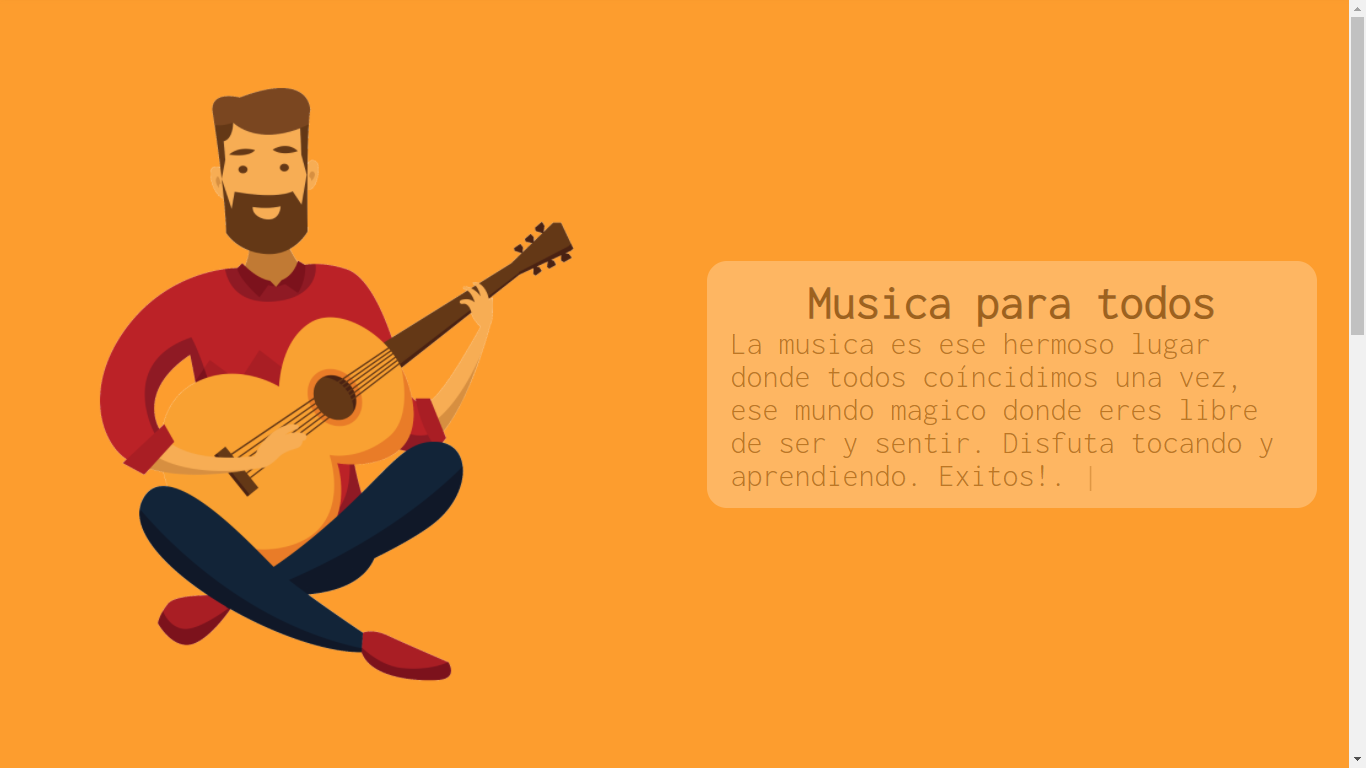 Musica para todos
La musica es ese hermoso lugar
donde todos coíncidimos una vez,
ese mundo magico donde eres libre
de ser y sentir. Disfuta tocando y
aprendiendo. Exitos!. |